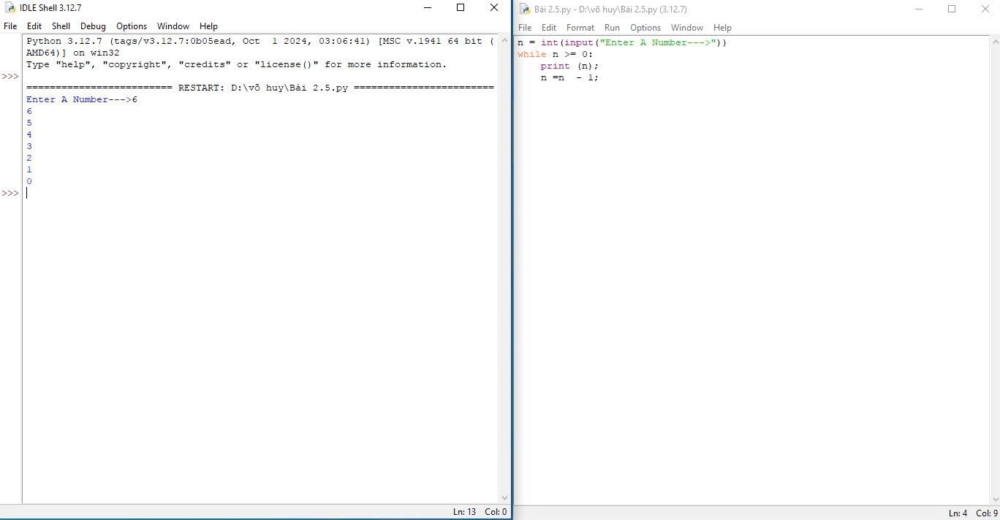 IDLE Shell 3.12.7
File Edit Shell Debug Options Window Help
Python 3.12.7 (tags/v3.12.7:0b05ead, Oct  1 2024, 03:06:41) [MSC v.1941 64 bit (
AMD64)] on win32
Type "help", "copyright", "credits" or "license()" for more information.
>>>
========================= RESTART: D:\võ huy\Bài 2.5.py ========================
Enter A Number--->6
6
5
4
3
2
1
0
>>>
Ln: 13 Col: 0
Bài 2.5.py - D:\võ huy\Bài 2.5.py (3.12.7)
File Edit Format Run Options Window Help
n = int(input("Enter A Number--->"))
while n >= 0:
    print (n);
    n =n  - 1;
Ln: 4 Col: 9